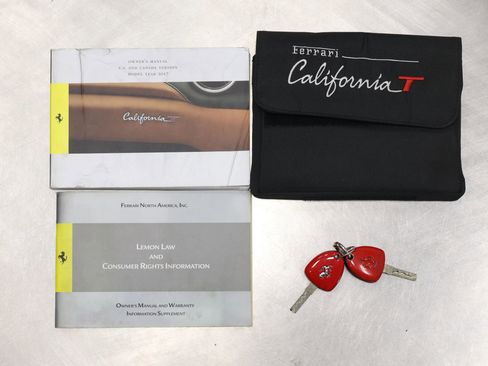 OWNER'S MANUAL
U.S. AND CANADA VERSION
MODEL YEAR 2017
California T
Ferrari
California T
FERRARI NORTH AMERICA, INC.
LEMON LAW
AND
CONSUMER RIGHTS INFORMATION
OWNER'S MANUAL AND WARRANTY
INFORMATION SUPPLEMENT